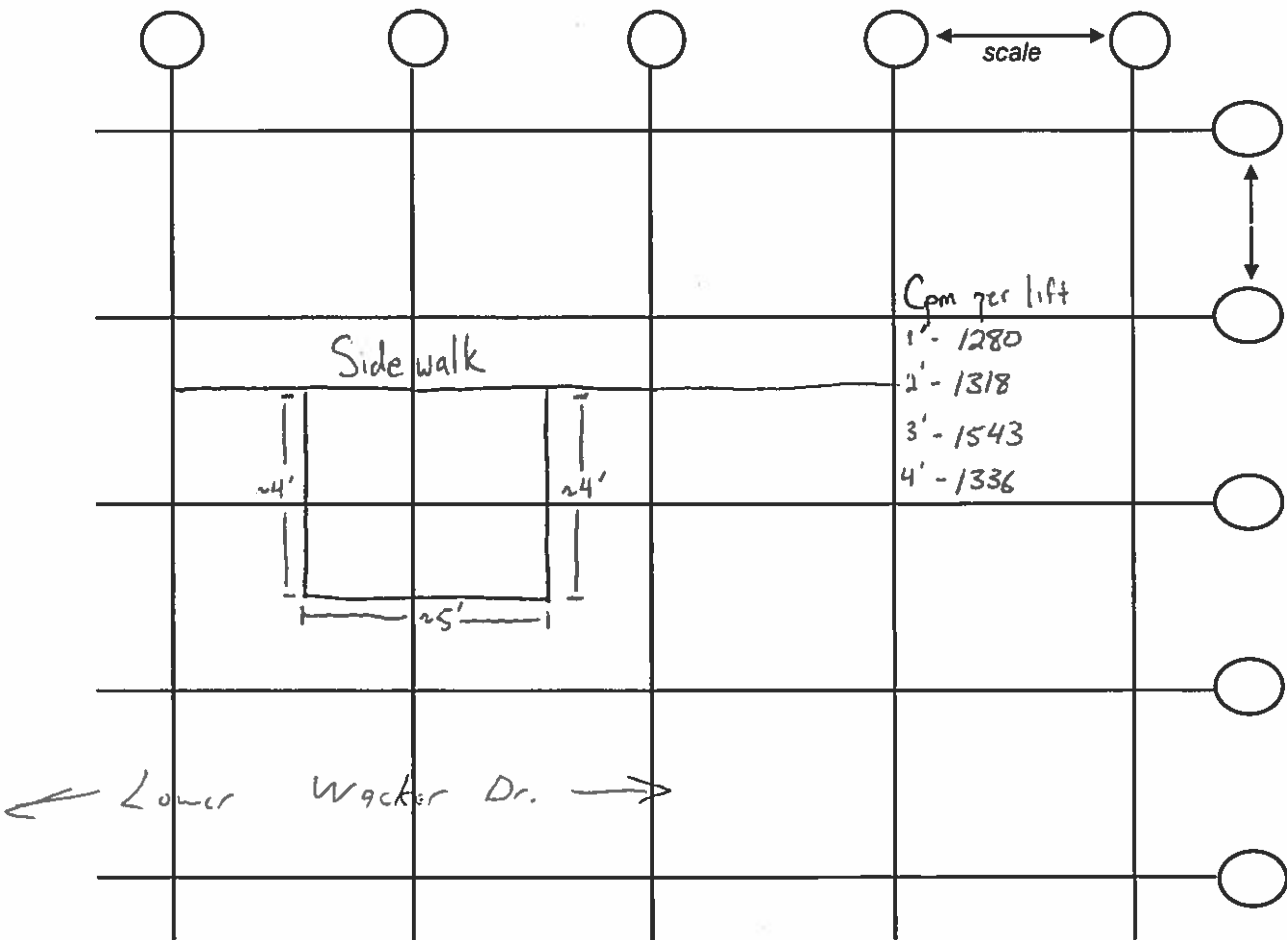 scale
Cpm per lift
1' - 1280
Sidewalk
2' - 1318
3' - 1543
~4'
~4'
4' - 1336
~5'
Lower Wacker Dr.